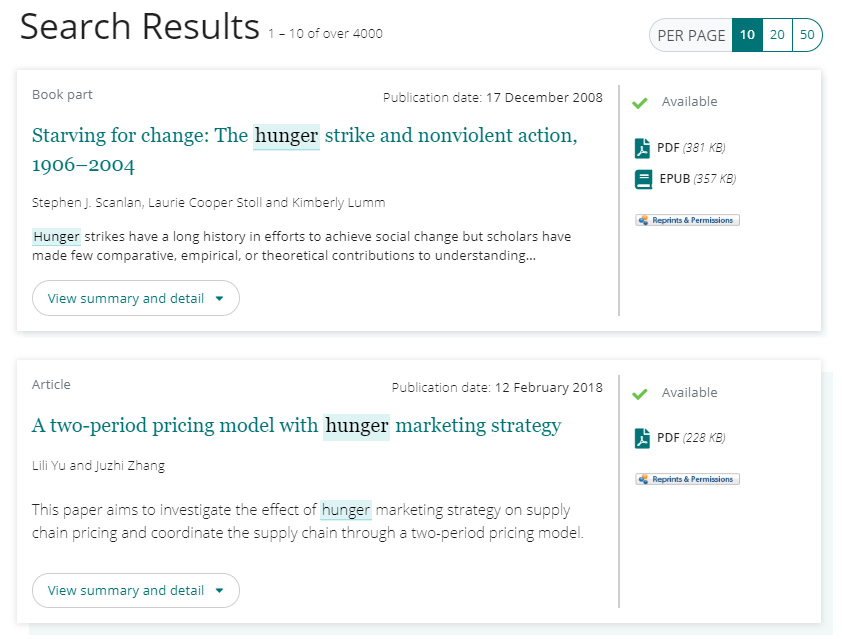 Search Results 1 – 10 of over 4000
PER PAGE 10 20 50
Book part
Publication date: 17 December 2008
Starving for change: The hunger strike and nonviolent action,
1906–2004
Stephen J. Scanlan, Laurie Cooper Stoll and Kimberly Lumm
Hunger strikes have a long history in efforts to achieve social change but scholars have
made few comparative, empirical, or theoretical contributions to understanding…
View summary and detail
Available
PDF (381 KB)
EPUB (357 KB)
Reprints & Permissions
Article
Publication date: 12 February 2018
A two-period pricing model with hunger marketing strategy
Lili Yu and Juzhi Zhang
This paper aims to investigate the effect of hunger marketing strategy on supply
chain pricing and coordinate the supply chain through a two-period pricing model.
View summary and detail
Available
PDF (228 KB)
Reprints & Permissions